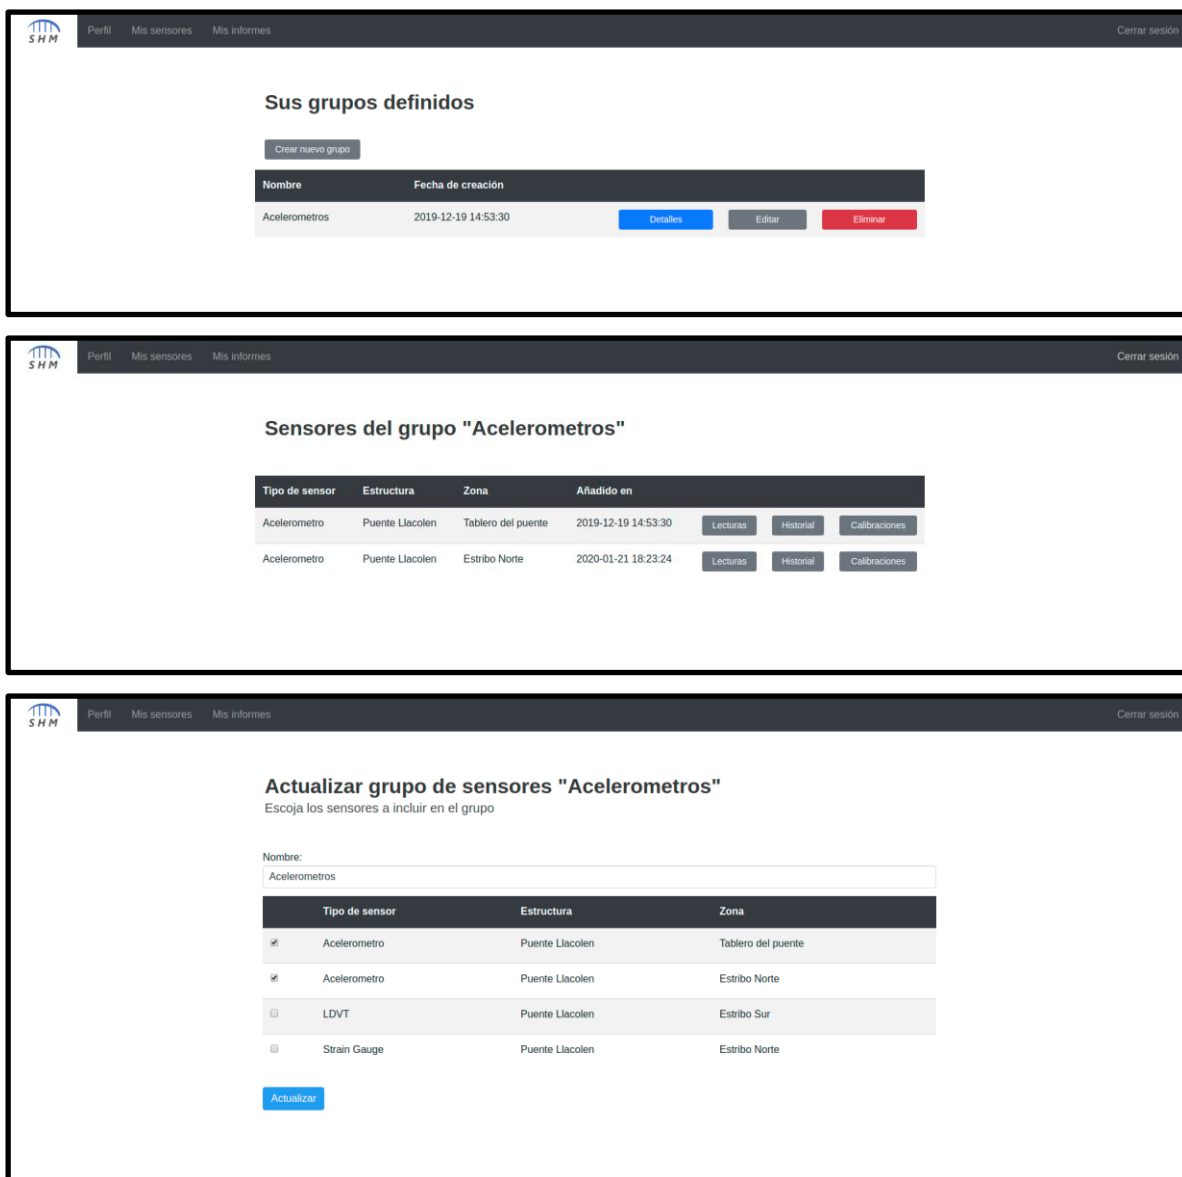 SHM Perfil Mis sensores Mis informes Cerrar sesión
Sus grupos definidos
Crear nuevo grupo
Nombre Fecha de creación
Acelerometros 2019-12-19 14:53:30 Detalles Editar Eliminar
SHM Perfil Mis sensores Mis informes Cerrar sesión
Sensores del grupo "Acelerometros"
Tipo de sensor Estructura Zona Añadido en
Acelerometro Puente Llacolen Tablero del puente 2019-12-19 14:53:30 Lecturas Historial Calibraciones
Acelerometro Puente Llacolen Estribo Norte 2020-01-21 18:23:24 Lecturas Historial Calibraciones
SHM Perfil Mis sensores Mis informes Cerrar sesión
Actualizar grupo de sensores "Acelerometros"
Escoja los sensores a incluir en el grupo
Nombre:
Acelerometros
Tipo de sensor Estructura Zona
Acelerometro Puente Llacolen Tablero del puente
Acelerometro Puente Llacolen Estribo Norte
LDVT Puente Llacolen Estribo Sur
Strain Gauge Puente Llacolen Estribo Norte
Actualizar